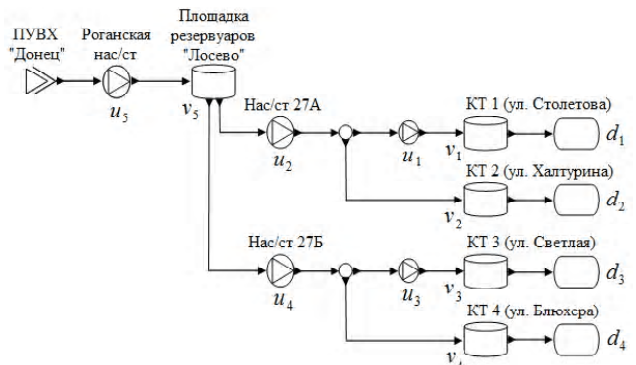 ПУВХ
"Донец"
Роганская
нас/ст
Площадка
резервуаров
"Лосево"
u5
v5
Нас/ст 27А
u2
u1
КТ 1 (ул. Столетова)
v1
d1
КТ 2 (ул. Халтурина)
v2
d2
Нас/ст 27Б
u4
u3
КТ 3 (ул. Светлая)
v3
d3
КТ 4 (ул. Блюхера)
v4
d4